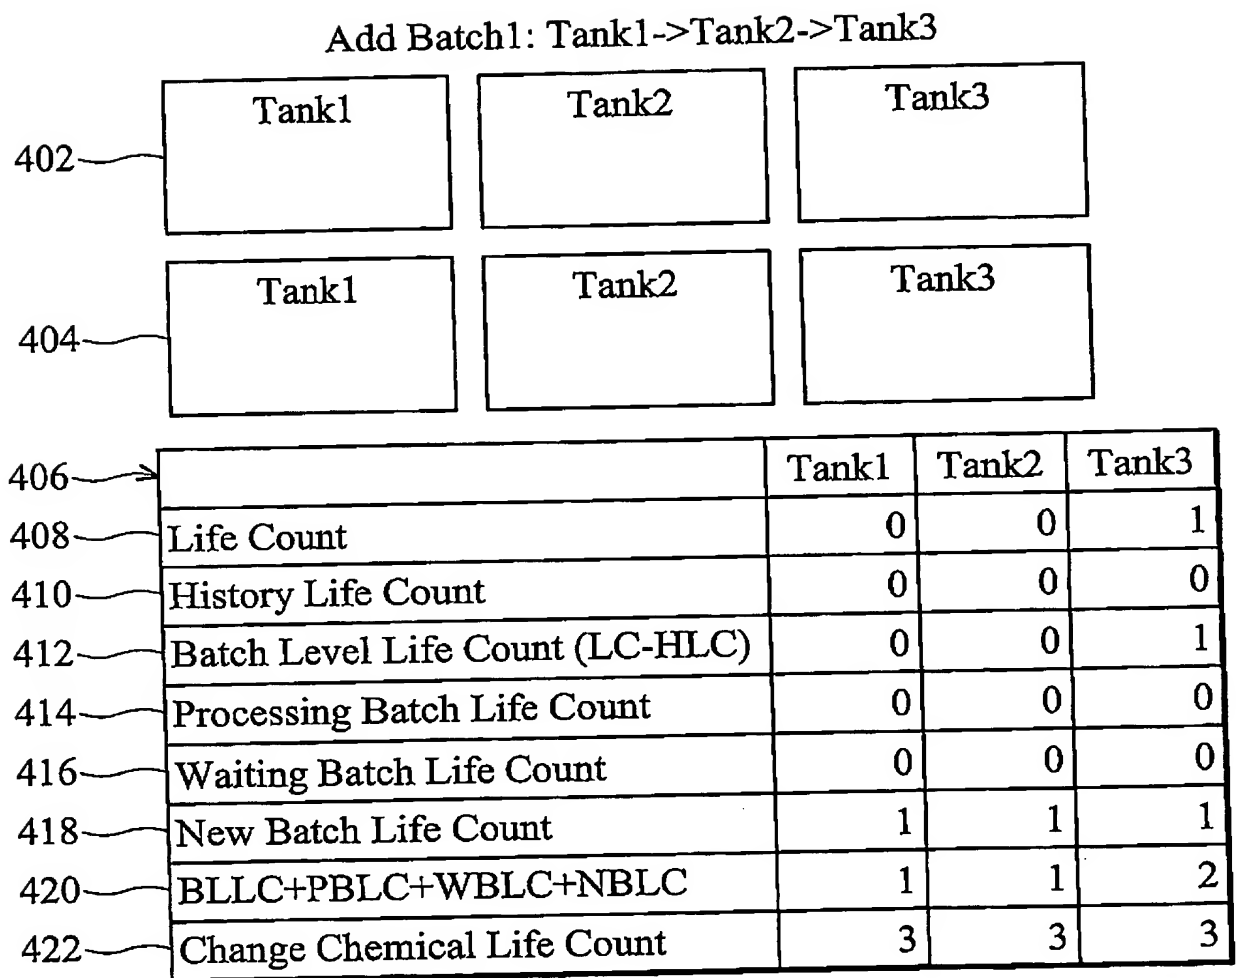 Add Batch1: Tank1->Tank2->Tank3
Tank1 Tank2 Tank3
402
Tank1 Tank2 Tank3
404
406 Tank1 Tank2 Tank3
408 Life Count 0 0 1
410 History Life Count 0 0 0
412 Batch Level Life Count (LC-HLC) 0 0 1
414 Processing Batch Life Count 0 0 0
416 Waiting Batch Life Count 0 0 0
418 New Batch Life Count 1 1 1
420 BLLC+PBLC+WBLC+NBLC 1 1 2
422 Change Chemical Life Count 3 3 3